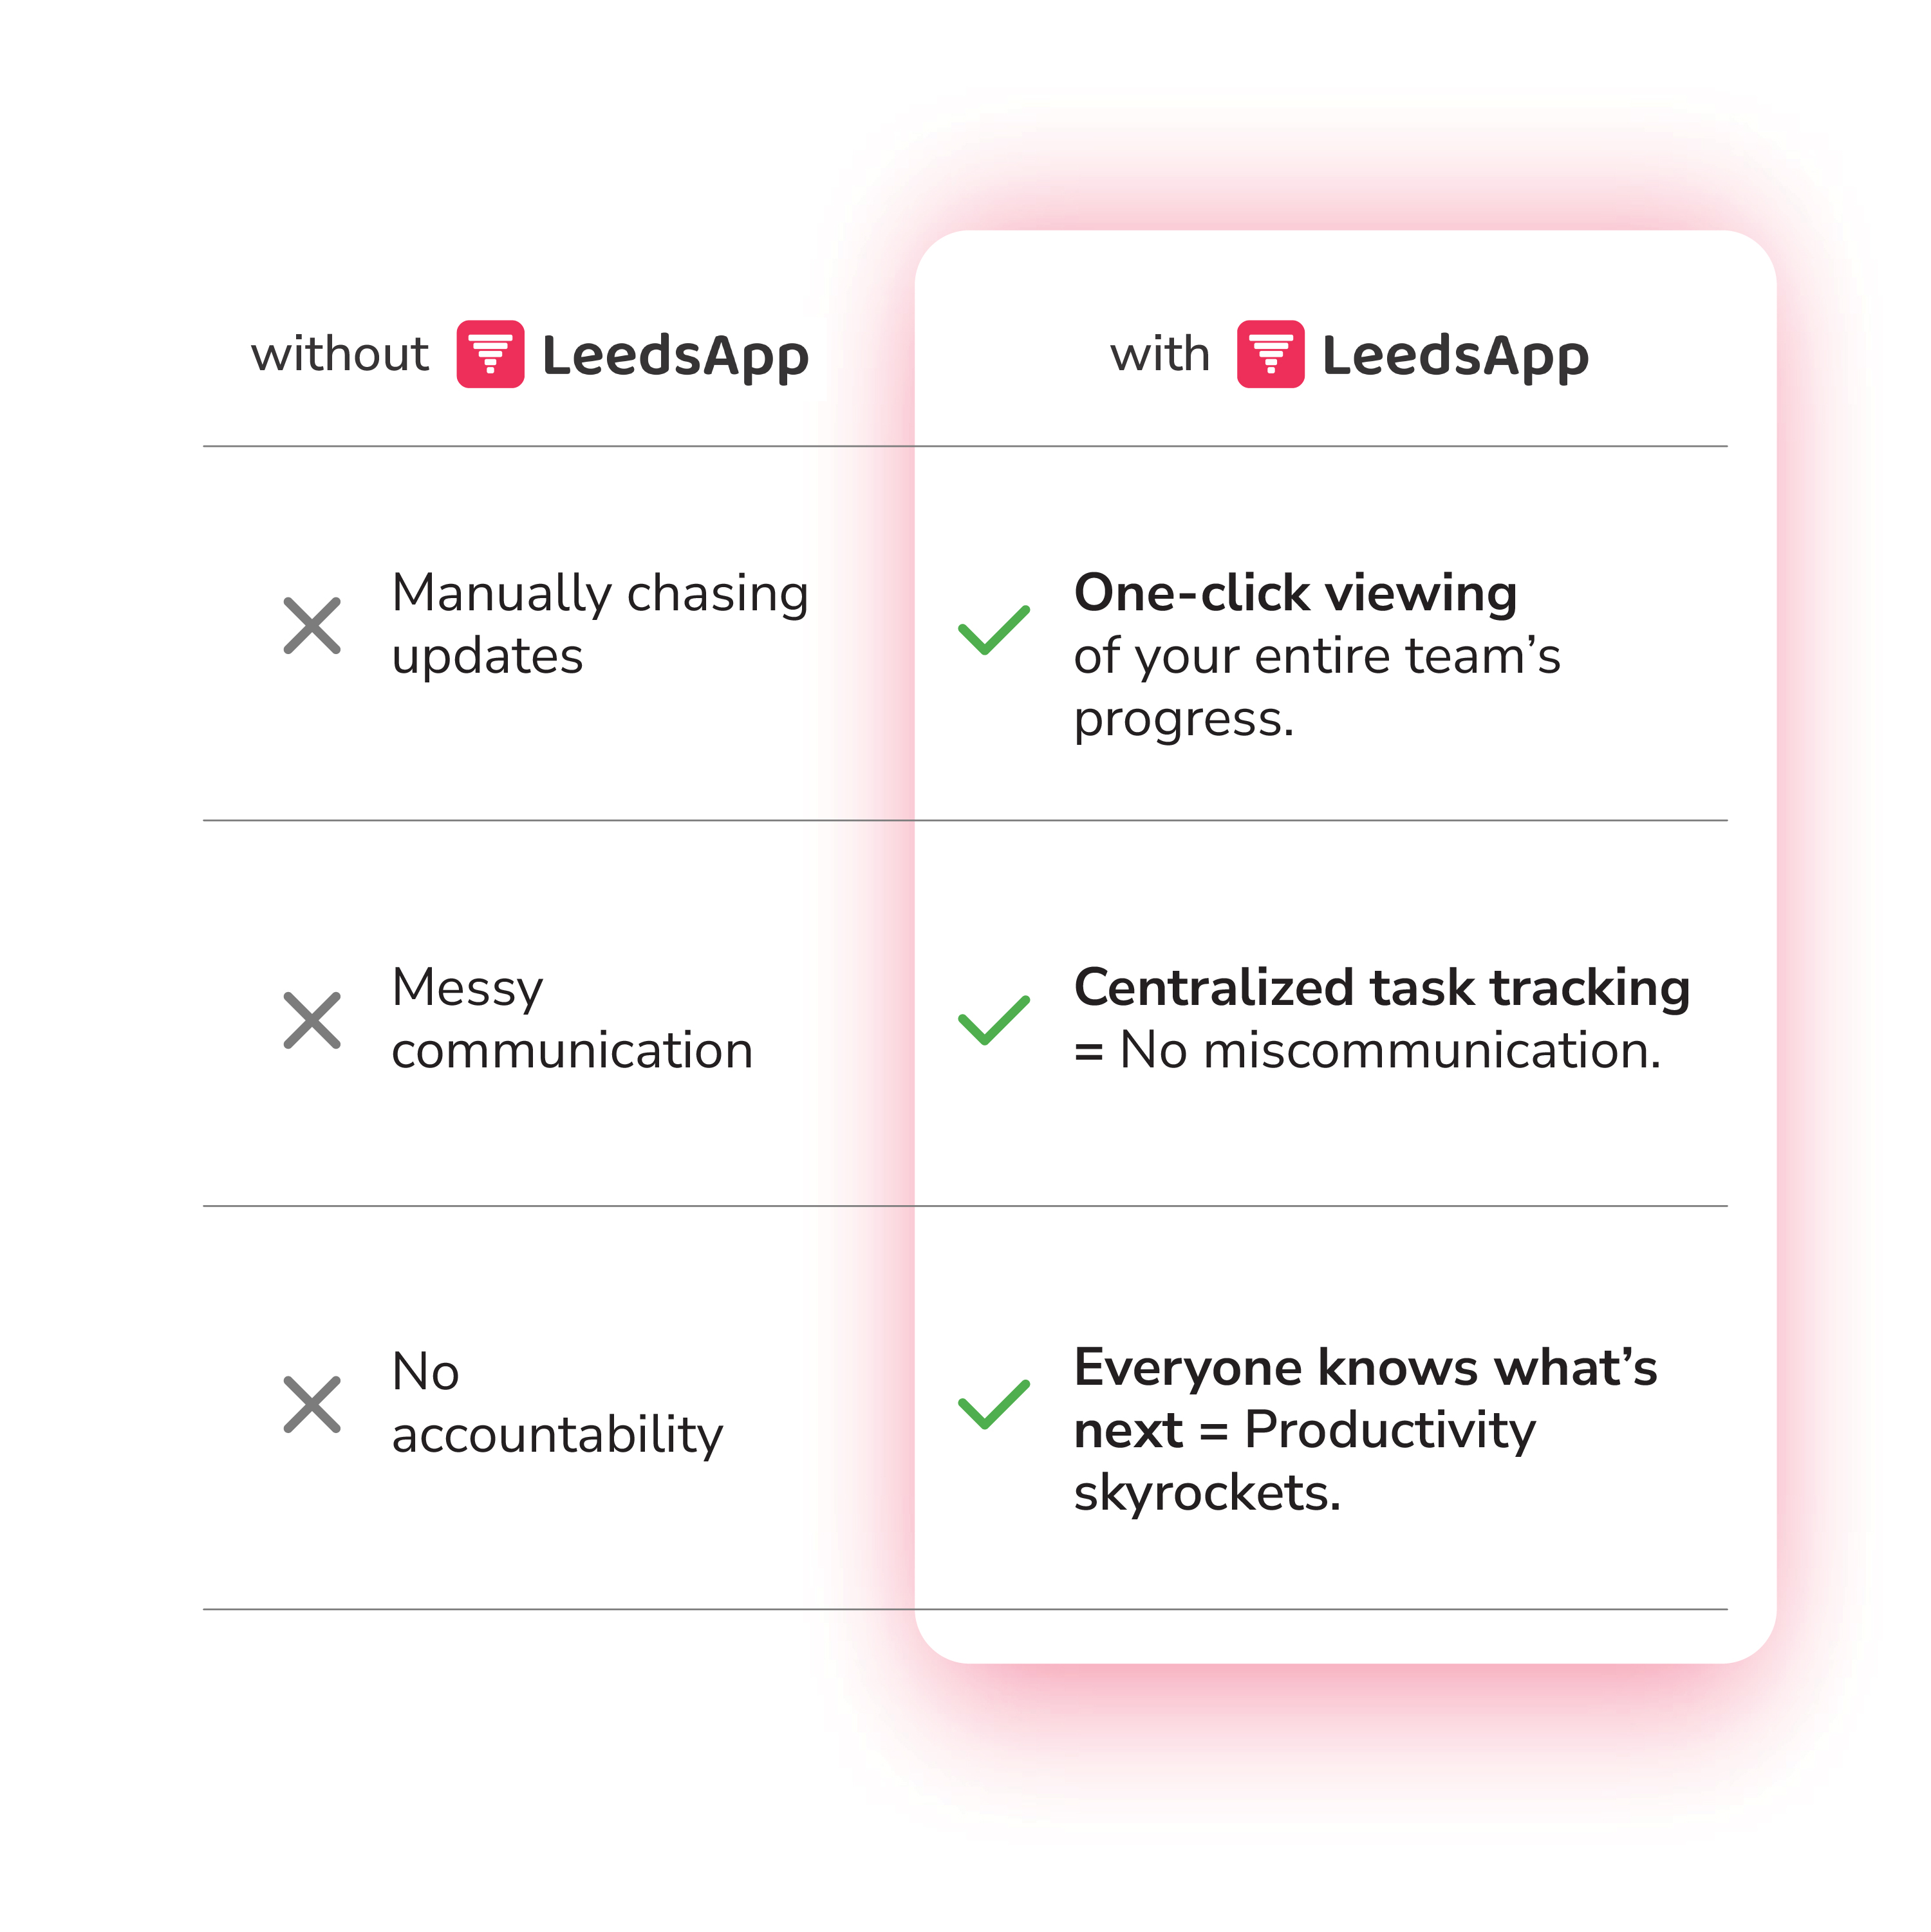 without LeedsApp
with LeedsApp
Manually chasing
updates
One-click viewing
of your entire team’s
progress.
Messy
communication
Centralized task tracking
= No miscommunication.
No
accountability
Everyone knows what’s
next = Productivity
skyrockets.